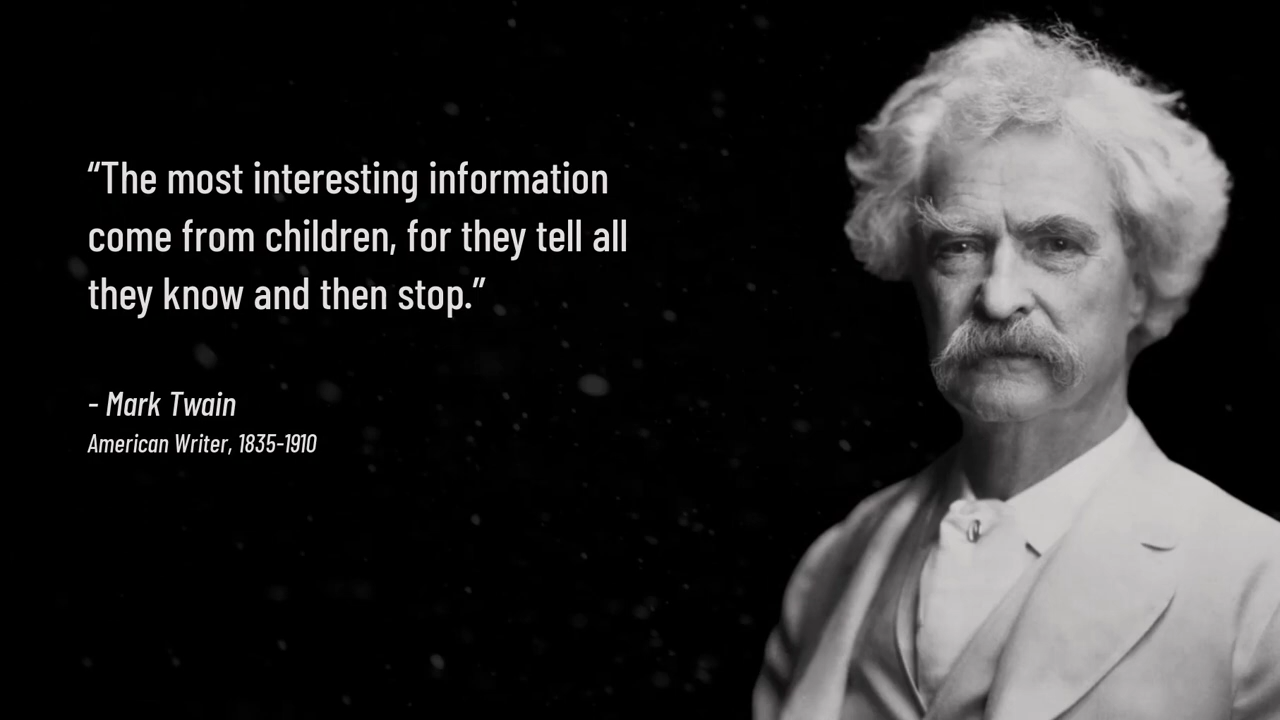 “The most interesting information
come from children, for they tell all
they know and then stop.”
- Mark Twain
American Writer, 1835-1910